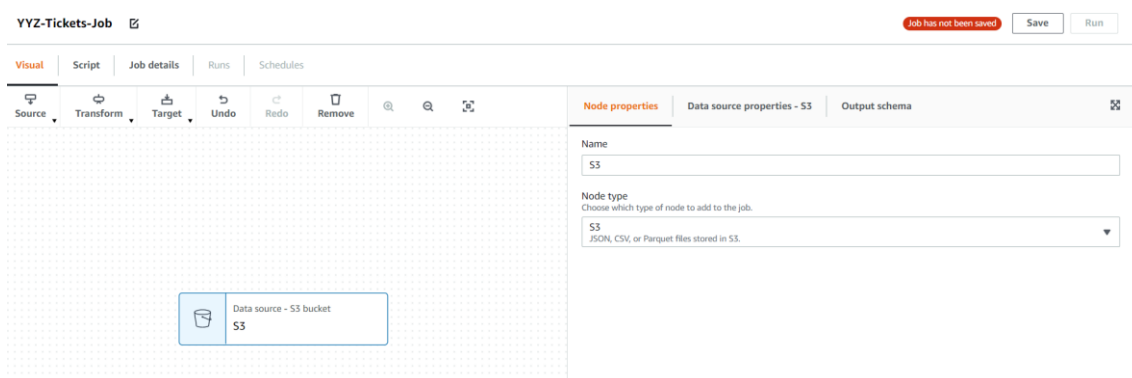 YYZ-Tickets-Job
Job has not been saved
Save
Run
Visual
Script
Job details
Runs
Schedules
Source
Transform
Target
Undo
Redo
Remove
Node properties
Data source properties - S3
Output schema
Name
S3
Node type
Choose which type of node to add to the job.
S3
JSON, CSV, or Parquet files stored in S3.
Data source - S3 bucket
S3